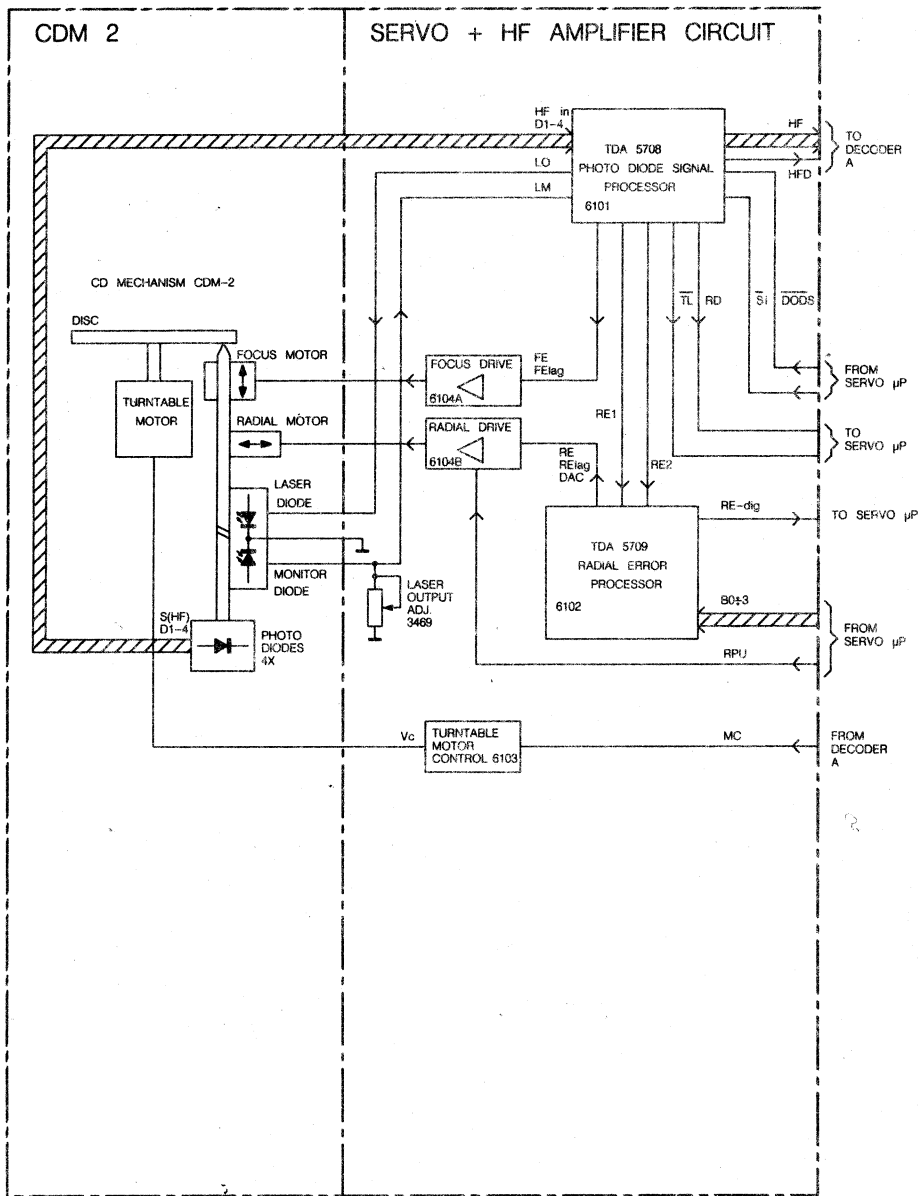 CDM 2
SERVO + HF AMPLIFIER CIRCUIT
HF in
D1-4
LO
LM
TDA 5708
PHOTO DIODE SIGNAL
PROCESSOR
6101
HF
HFD
TO
DECODER
A
CD MECHANISM CDM-2
DISC
FOCUS MOTOR
TURNTABLE
MOTOR
RADIAL MOTOR
LASER
DIODE
MONITOR
DIODE
S(HF)
D1-4
PHOTO
DIODES
4X
LASER
OUTPUT
ADJ.
3469
FOCUS DRIVE
6104A
FE
FElag
RADIAL DRIVE
6104B
RE
RElag
DAC
RE1
RE2
TL
RD
SI
DODS
FROM
SERVO µP
TO
SERVO µP
RE-dig
TO SERVO µP
TDA 5709
RADIAL ERROR
PROCESSOR
6102
B0÷3
RPU
FROM
SERVO µP
Vc
TURNTABLE
MOTOR
CONTROL 6103
MC
FROM
DECODER
A